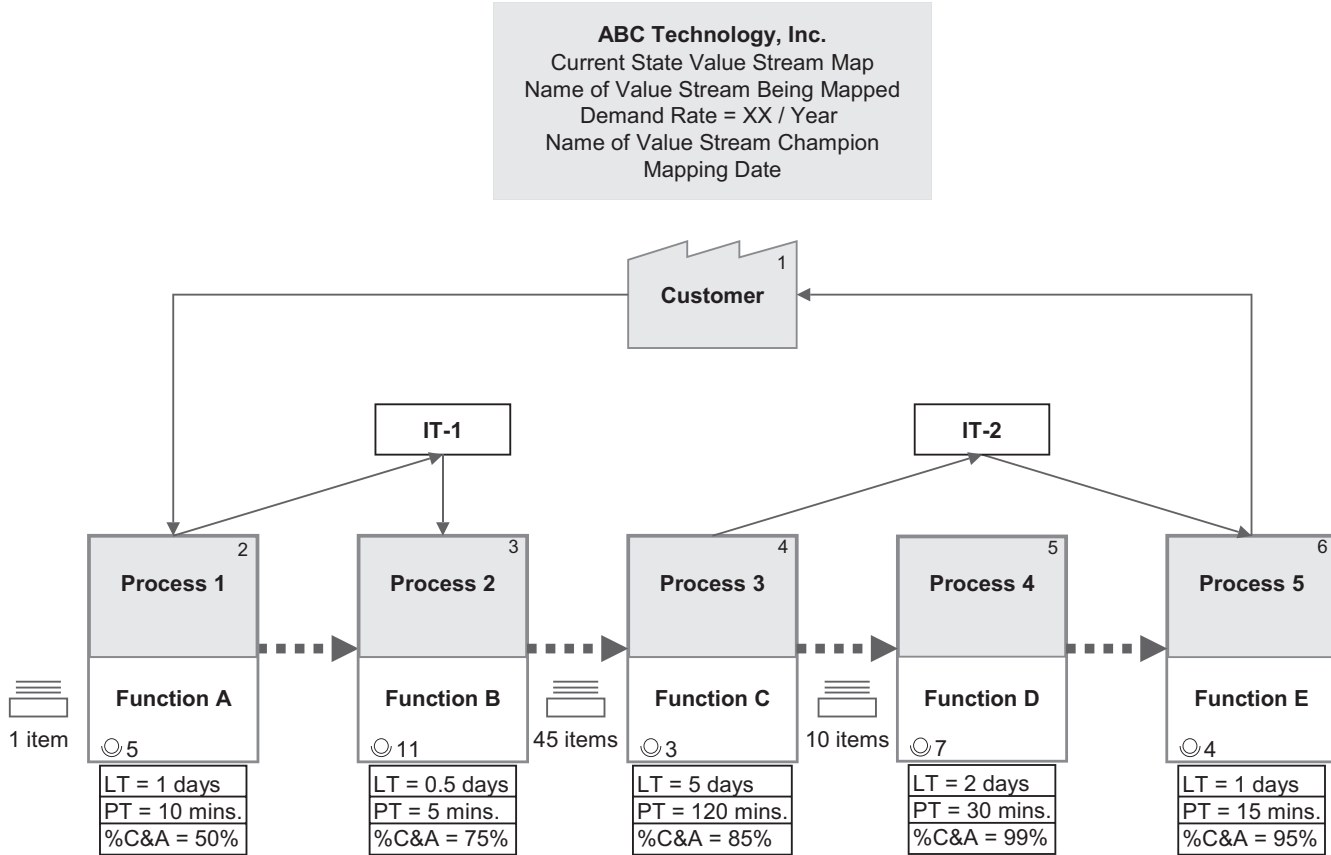 ABC Technology, Inc.
Current State Value Stream Map
Name of Value Stream Being Mapped
Demand Rate = XX / Year
Name of Value Stream Champion
Mapping Date
1
Customer
IT-1
IT-2
2
Process 1
3
Process 2
4
Process 3
5
Process 4
6
Process 5
Function A
Function B
Function C
Function D
Function E
1 item
45 items
10 items
5
11
3
7
4
LT = 1 days
PT = 10 mins.
%C&A = 50%
LT = 0.5 days
PT = 5 mins.
%C&A = 75%
LT = 5 days
PT = 120 mins.
%C&A = 85%
LT = 2 days
PT = 30 mins.
%C&A = 99%
LT = 1 days
PT = 15 mins.
%C&A = 95%